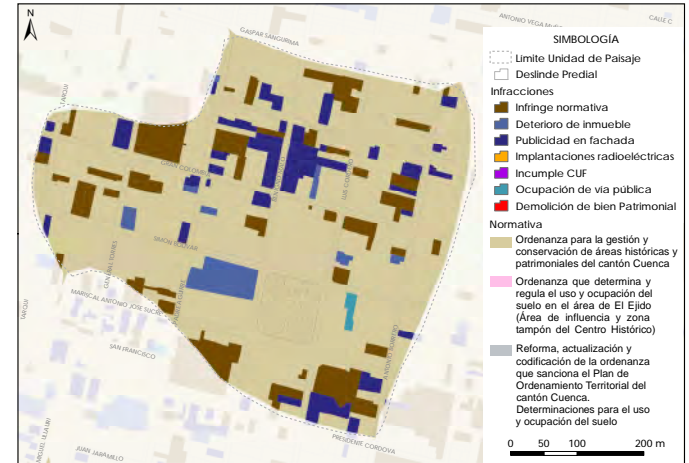 N
GASPAR SANGURIMA
CALLE C
TARQUI
GRAN COLOMBIA
LUIS CORDERO
SIMON BOLIVAR
MARISCAL ANTONIO JOSE SUCRE
TARQUI
SAN FRANCISCO
PRESIDENTE CORDOVA
JUAN JARAMILLO
SIMBOLOGÍA
Limite Unidad de Paisaje
Deslinde Predial
Infracciones
Infringe normativa
Deterioro de inmueble
Publicidad en fachada
Implantaciones radioeléctricas
Incumple CUF
Ocupación de vía pública
Demolición de bien Patrimonial
Normativa
Ordenanza para la gestión y
conservación de áreas históricas y
patrimoniales del cantón Cuenca
Ordenanza que determina y
regula el uso y ocupación del
suelo en el área de El Ejido
(Área de influencia y zona
tampón del Centro Histórico)
Reforma, actualización y
codificación de la ordenanza
que sanciona el Plan de
Ordenamiento Territorial del
cantón Cuenca.
Determinaciones para el uso
y ocupación del suelo
0 50 100 200 m